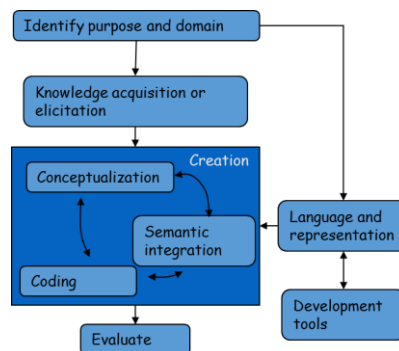 Identify purpose and domain
Knowledge acquisition or
elicitation
Creation
Conceptualization
Semantic
integration
Coding
Language and
representation
Development
tools
Evaluate